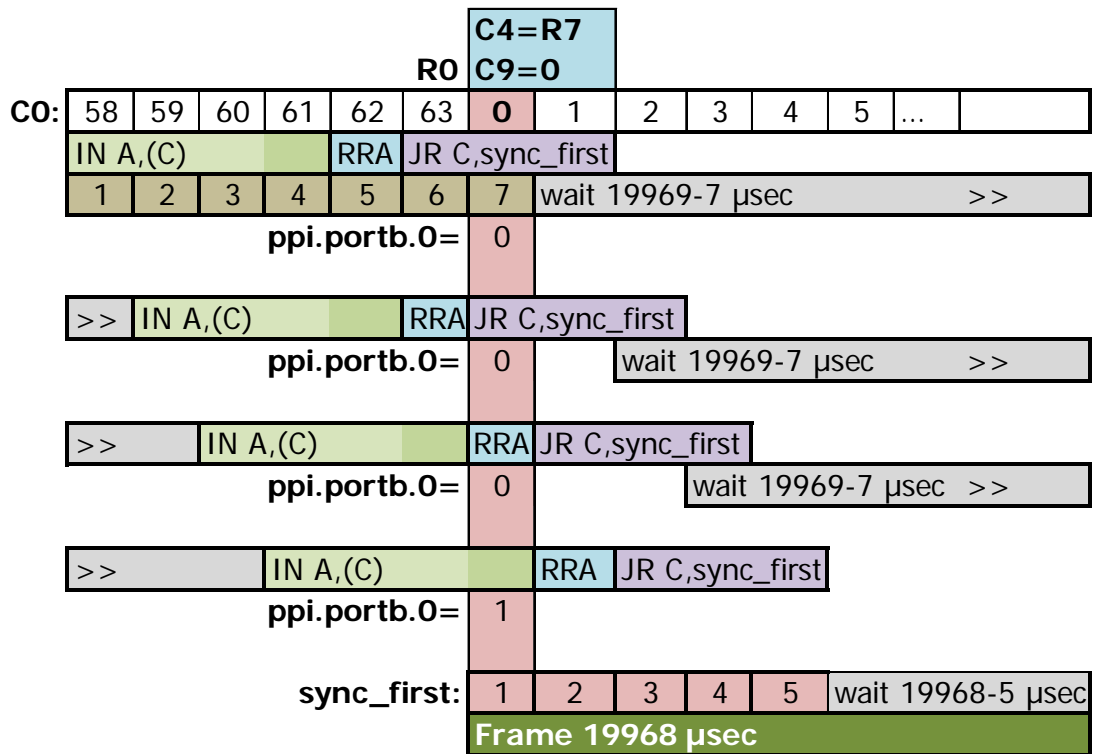 C4=R7
R0 C9=0
C0: 58 59 60 61 62 63 0 1 2 3 4 5 ...
IN A,(C) RRA JR C,sync_first
1 2 3 4 5 6 7 wait 19969-7 µsec >>
ppi.portb.0= 0
>> IN A,(C) RRA JR C,sync_first
ppi.portb.0= 0 wait 19969-7 µsec >>
>> IN A,(C) RRA JR C,sync_first
ppi.portb.0= 0 wait 19969-7 µsec >>
>> IN A,(C) RRA JR C,sync_first
ppi.portb.0= 1
sync_first: 1 2 3 4 5 wait 19968-5 µsec
Frame 19968 µsec